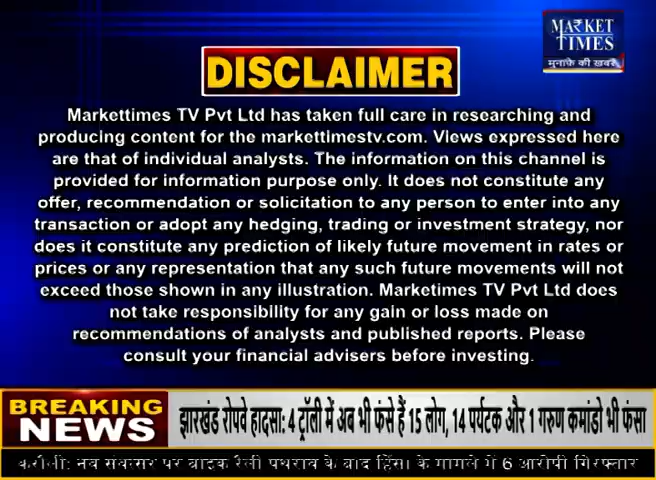 MARKET
TIMES
मुनाफे की खबर
DISCLAIMER
Markettimes TV Pvt Ltd has taken full care in researching and
producing content for the markettimestv.com. Views expressed here
are that of individual analysts. The information on this channel is
provided for information purpose only. It does not constitute any
offer, recommendation or solicitation to any person to enter into any
transaction or adopt any hedging, trading or investment strategy, nor
does it constitute any prediction of likely future movement in rates or
prices or any representation that any such future movements will not
exceed those shown in any illustration. Marketimes TV Pvt Ltd does
not take responsibility for any gain or loss made on
recommendations of analysts and published reports. Please
consult your financial advisers before investing.
BREAKING
NEWS
झारखंड रोपवे हादसा: 4 ट्रॉली में अब भी फंसे हैं 15 लोग, 14 पर्यटक और 1 गरुण कमांडो भी फंसा
करौली: नव संवत्सर पर बाइक रैली पथराव के बाद हिंसा के मामले में 6 आरोपी गिरफ्तार